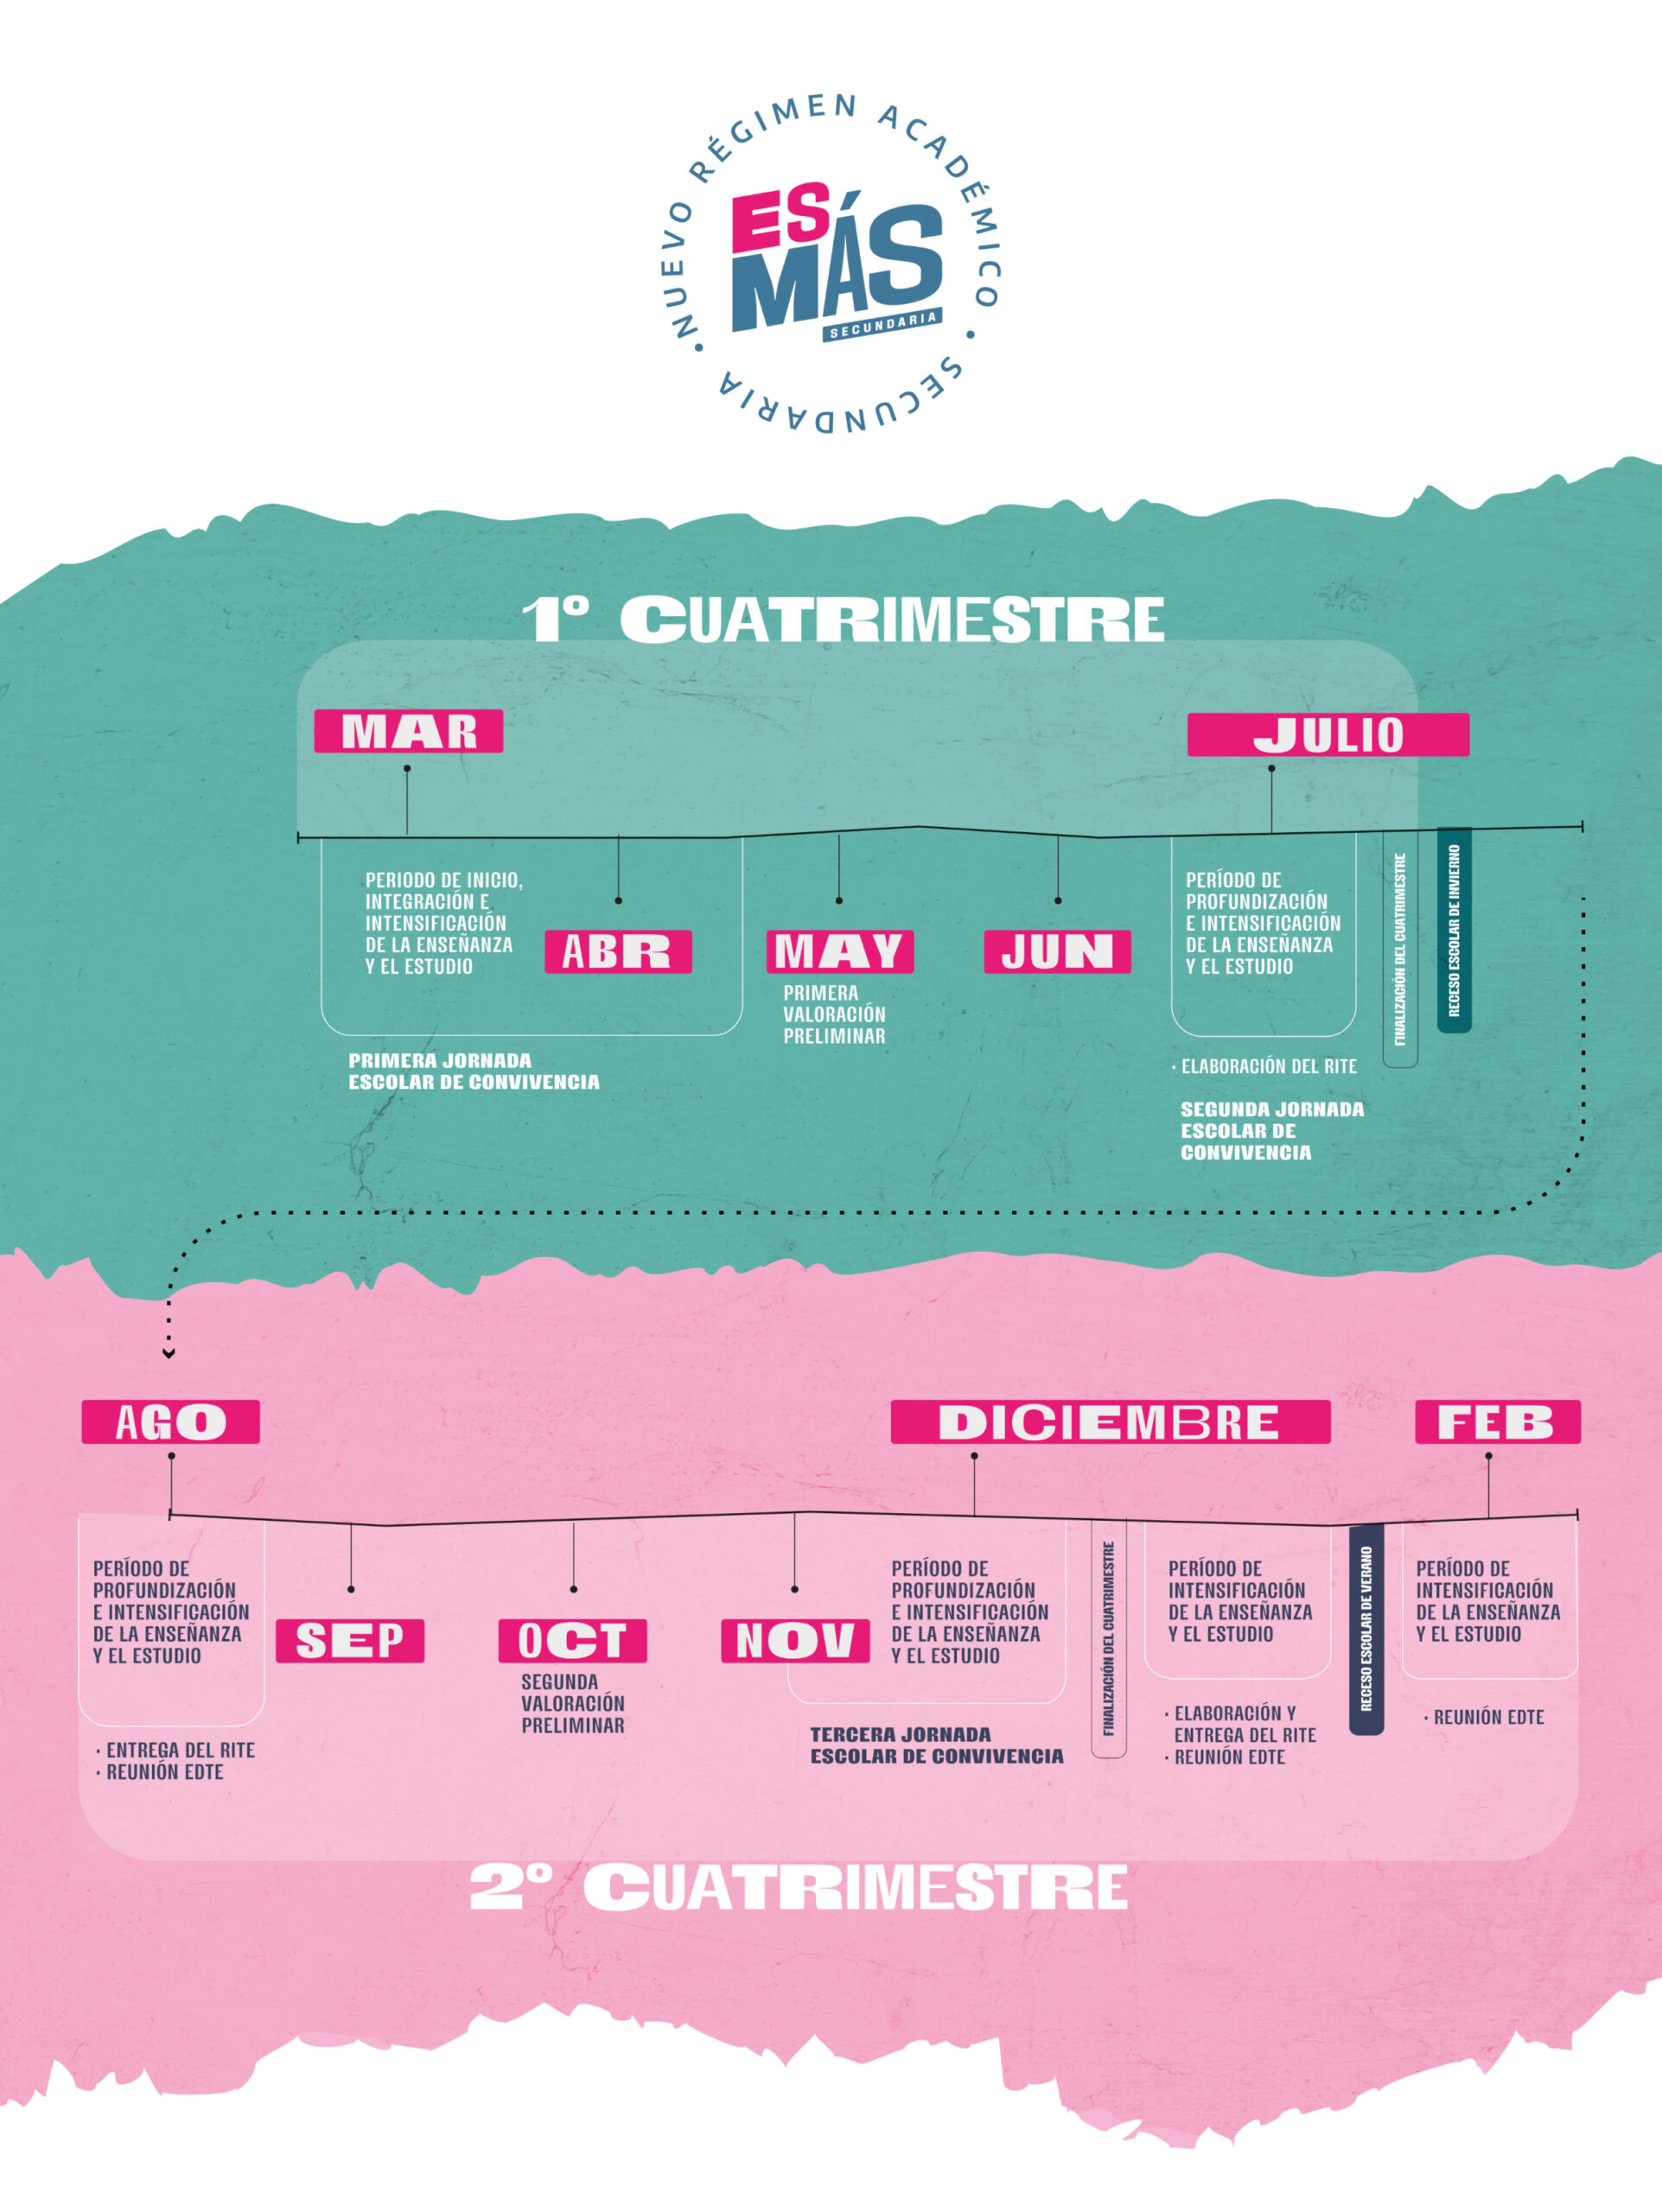 NUEVO RÉGIMEN ACADÉMICO • SECUNDARIA •
ES
MÁS
SECUNDARIA
1º CUATRIMESTRE
MAR
JULIO
PERIODO DE INICIO,
INTEGRACIÓN E
INTENSIFICACIÓN
DE LA ENSEÑANZA
Y EL ESTUDIO
ABR
PRIMERA JORNADA
ESCOLAR DE CONVIVENCIA
MAY
PRIMERA
VALORACIÓN
PRELIMINAR
JUN
PERÍODO DE
PROFUNDIZACIÓN
E INTENSIFICACIÓN
DE LA ENSEÑANZA
Y EL ESTUDIO
· ELABORACIÓN DEL RITE
SEGUNDA JORNADA
ESCOLAR DE
CONVIVENCIA
FINALIZACIÓN DEL CUATRIMESTRE
RECESO ESCOLAR DE INVIERNO
AGO
DICIEMBRE
FEB
PERÍODO DE
PROFUNDIZACIÓN
E INTENSIFICACIÓN
DE LA ENSEÑANZA
Y EL ESTUDIO
· ENTREGA DEL RITE
· REUNIÓN EDTE
SEP
OCT
SEGUNDA
VALORACIÓN
PRELIMINAR
NOV
PERÍODO DE
PROFUNDIZACIÓN
E INTENSIFICACIÓN
DE LA ENSEÑANZA
Y EL ESTUDIO
TERCERA JORNADA
ESCOLAR DE CONVIVENCIA
FINALIZACIÓN DEL CUATRIMESTRE
PERÍODO DE
INTENSIFICACIÓN
DE LA ENSEÑANZA
Y EL ESTUDIO
· ELABORACIÓN Y
ENTREGA DEL RITE
· REUNIÓN EDTE
RECESO ESCOLAR DE VERANO
PERÍODO DE
INTENSIFICACIÓN
DE LA ENSEÑANZA
Y EL ESTUDIO
· REUNIÓN EDTE
2º CUATRIMESTRE